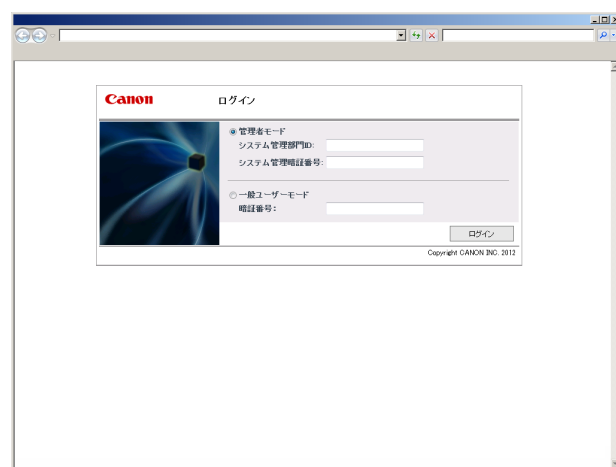 Canon
ログイン
管理者モード
システム管理部門ID:
システム管理暗証番号:
一般ユーザーモード
暗証番号:
ログイン
Copyright CANON INC. 2012